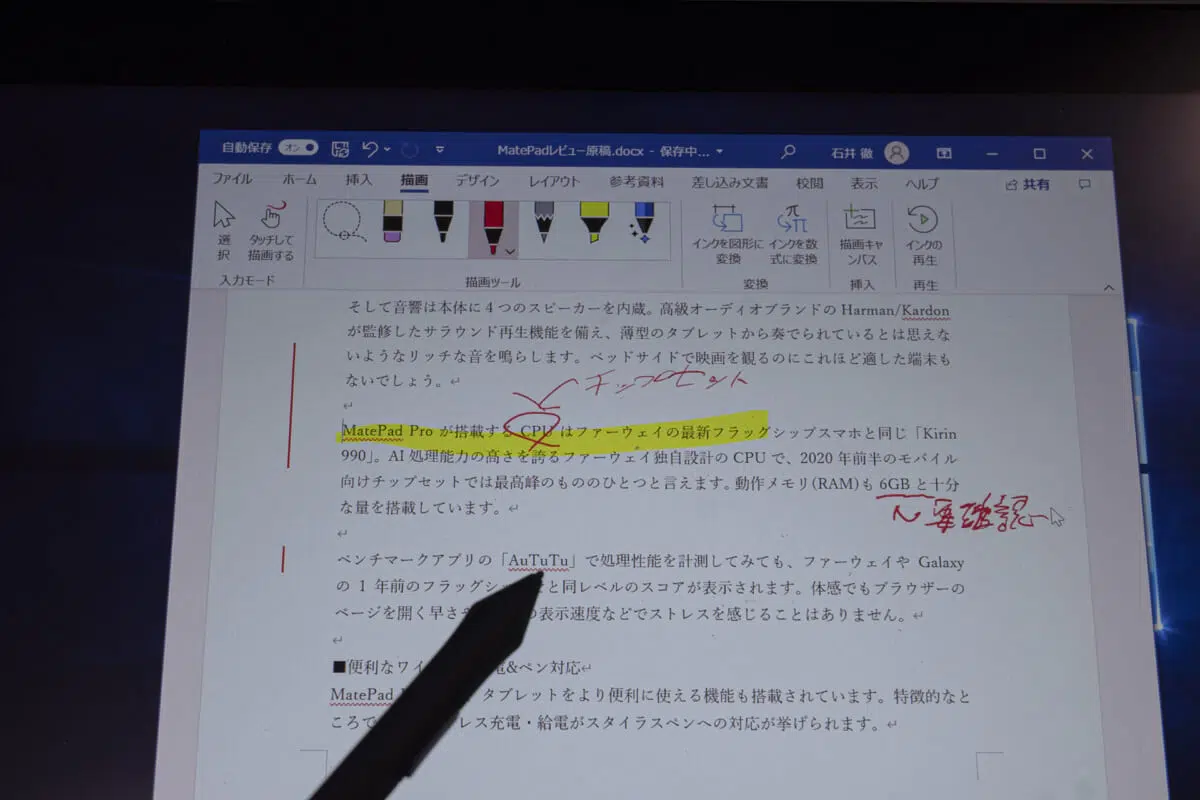 自動保存 オン MatePadレビュー原稿.docx - 保存中... 石井 徹
ファイル ホーム 挿入 描画 デザイン レイアウト 参考資料 差し込み文書 校閲 表示 ヘルプ 共有
選択
タッチして描画する
インクを図形に変換
インクを数式に変換
描画キャンバス
インクの再生
入力モード 描画ツール 変換 挿入 再生
そして音響は本体に4つのスピーカーを内蔵。高級オーディオブランドの Harman/Kardon
が監修したサラウンド再生機能を備え、薄型のタブレットから奏でられているとは思えな
いようなリッチな音を鳴らします。ベッドサイドで映画を観るのにこれほど適した端末も
ないでしょう。↵
チップセット
↵
MatePad Pro が搭載する CPU はファーウェイの最新フラッグシップスマホと同じ「Kirin
990」。AI 処理能力の高さを誇るファーウェイ独自設計の CPU で、2020 年前半のモバイル
向けチップセットでは最高峰のもののひとつと言えます。動作メモリ(RAM)も 6GB と十分
な量を搭載しています。↵
要確認
↵
ベンチマークアプリの「AuTuTu」で処理性能を計測してみても、ファーウェイや Galaxy
の 1 年前のフラッグシ と同レベルのスコアが表示されます。体感でもブラウザーの
ページを開く早さ の表示速度などでストレスを感じることはありません。↵
↵
■便利なワイ &ペン対応↵
MatePad タブレットをより便利に使える機能も搭載されています。特徴的なと
ころで レス充電・給電がスタイラスペンへの対応が挙げられます。↵